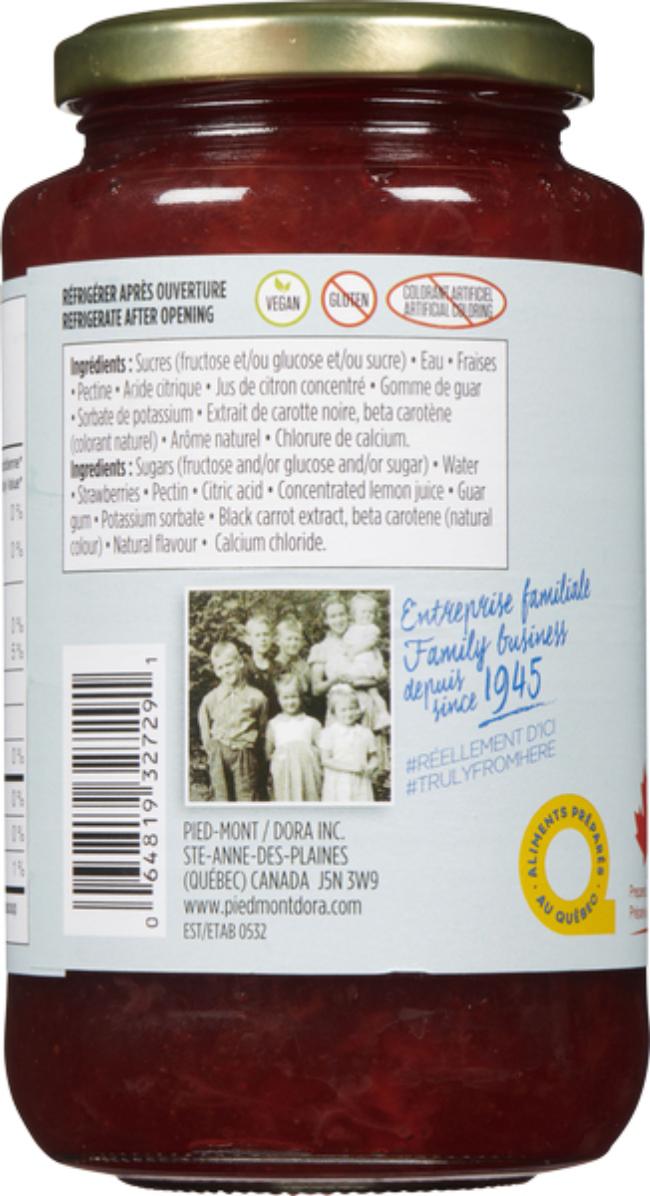 RÉFRIGÉRER APRÈS OUVERTURE
REFRIGERATE AFTER OPENING
VEGAN
GLUTEN
COLORANT ARTIFICIEL
ARTIFICIAL COLORING
Ingrédients : Sucres (fructose et/ou glucose et/ou sucre) • Eau • Fraises
• Pectine • Acide citrique • Jus de citron concentré • Gomme de guar
• Sorbate de potassium • Extrait de carotte noire, beta carotène
(colorant naturel) • Arôme naturel • Chlorure de calcium.
Ingredients : Sugars (fructose and/or glucose and/or sugar) • Water
• Strawberries • Pectin • Citric acid • Concentrated lemon juice • Guar
gum • Potassium sorbate • Black carrot extract, beta carotene (natural
colour) • Natural flavour • Calcium chloride.
Entreprise familiale
Family business
depuis
since 1945
#RÉELLEMENT D'ICI
#TRULYFROMHERE
0 64819 32729 1
PIED-MONT / DORA INC.
STE-ANNE-DES-PLAINES
(QUÉBEC) CANADA J5N 3W9
www.piedmontdora.com
EST/ETAB 0532
ALIMENTS PRÉPARÉS
AU QUÉBEC